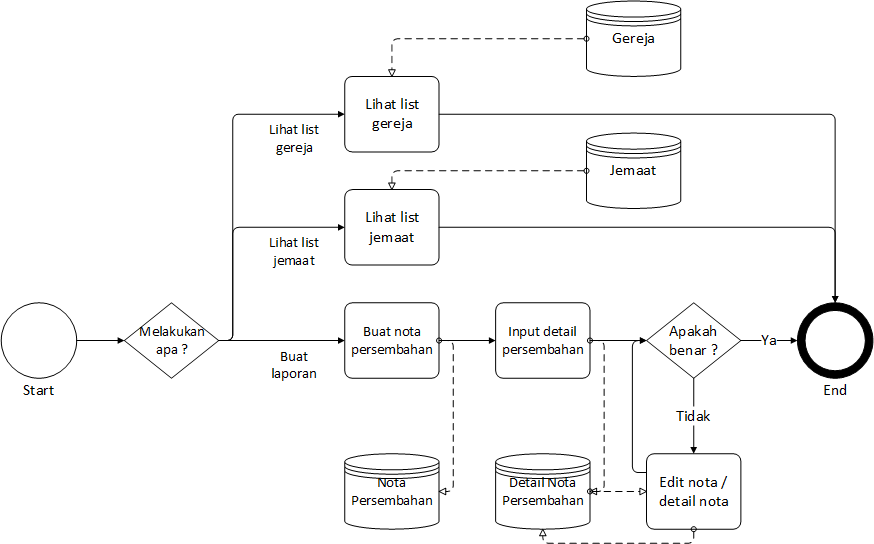 Gereja
Lihat list
gereja
Lihat list
gereja
Jemaat
Lihat list
jemaat
Lihat list
jemaat
Melakukan
apa ?
Buat nota
persembahan
Input detail
persembahan
Apakah
benar ?
Ya
Buat
laporan
Start
End
Tidak
Nota
Persembahan
Detail Nota
Persembahan
Edit nota /
detail nota